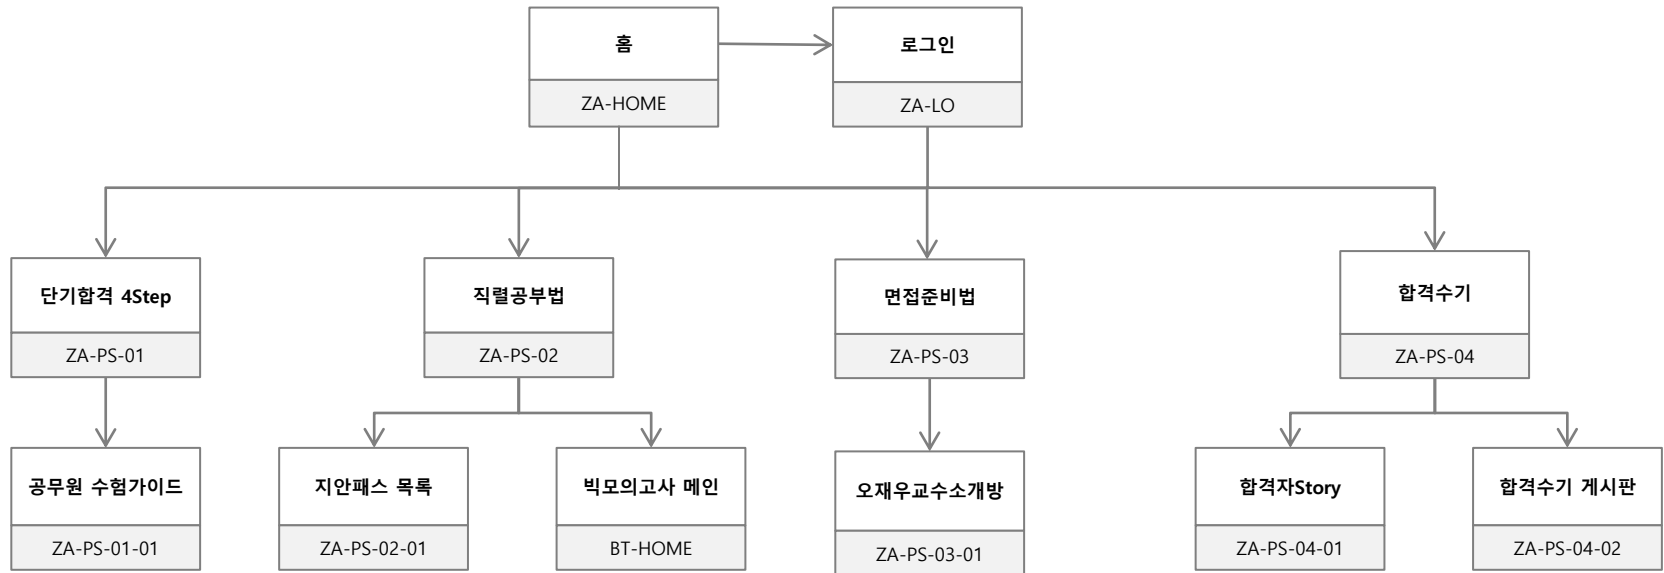 홈
ZA-HOME
로그인
ZA-LO
단기합격 4Step
ZA-PS-01
직렬공부법
ZA-PS-02
면접준비법
ZA-PS-03
합격수기
ZA-PS-04
공무원 수험가이드
ZA-PS-01-01
지안패스 목록
ZA-PS-02-01
빅모의고사 메인
BT-HOME
오재우교수소개방
ZA-PS-03-01
합격자Story
ZA-PS-04-01
합격수기 게시판
ZA-PS-04-02